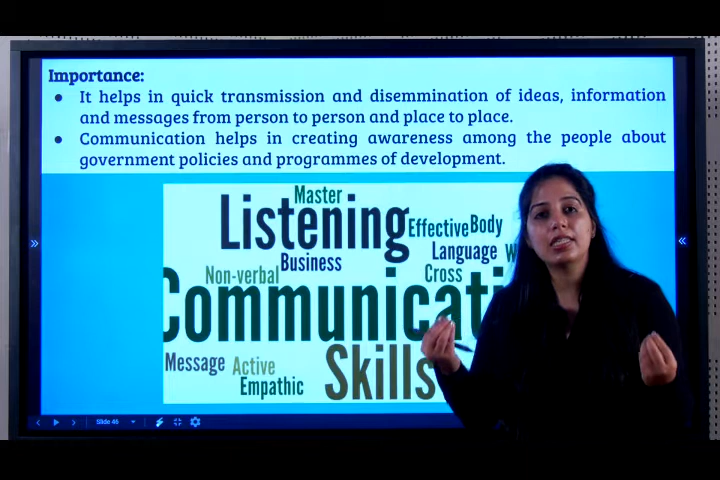 Importance:
● It helps in quick transmission and disemmination of ideas, information
and messages from person to person and place to place.
● Communication helps in creating awareness among the people about
government policies and programmes of development.
Master
Listening
Effective Body
Language
Business
Cross
Non-verbal
Message
Active
Empathic
Skills
Slide 46